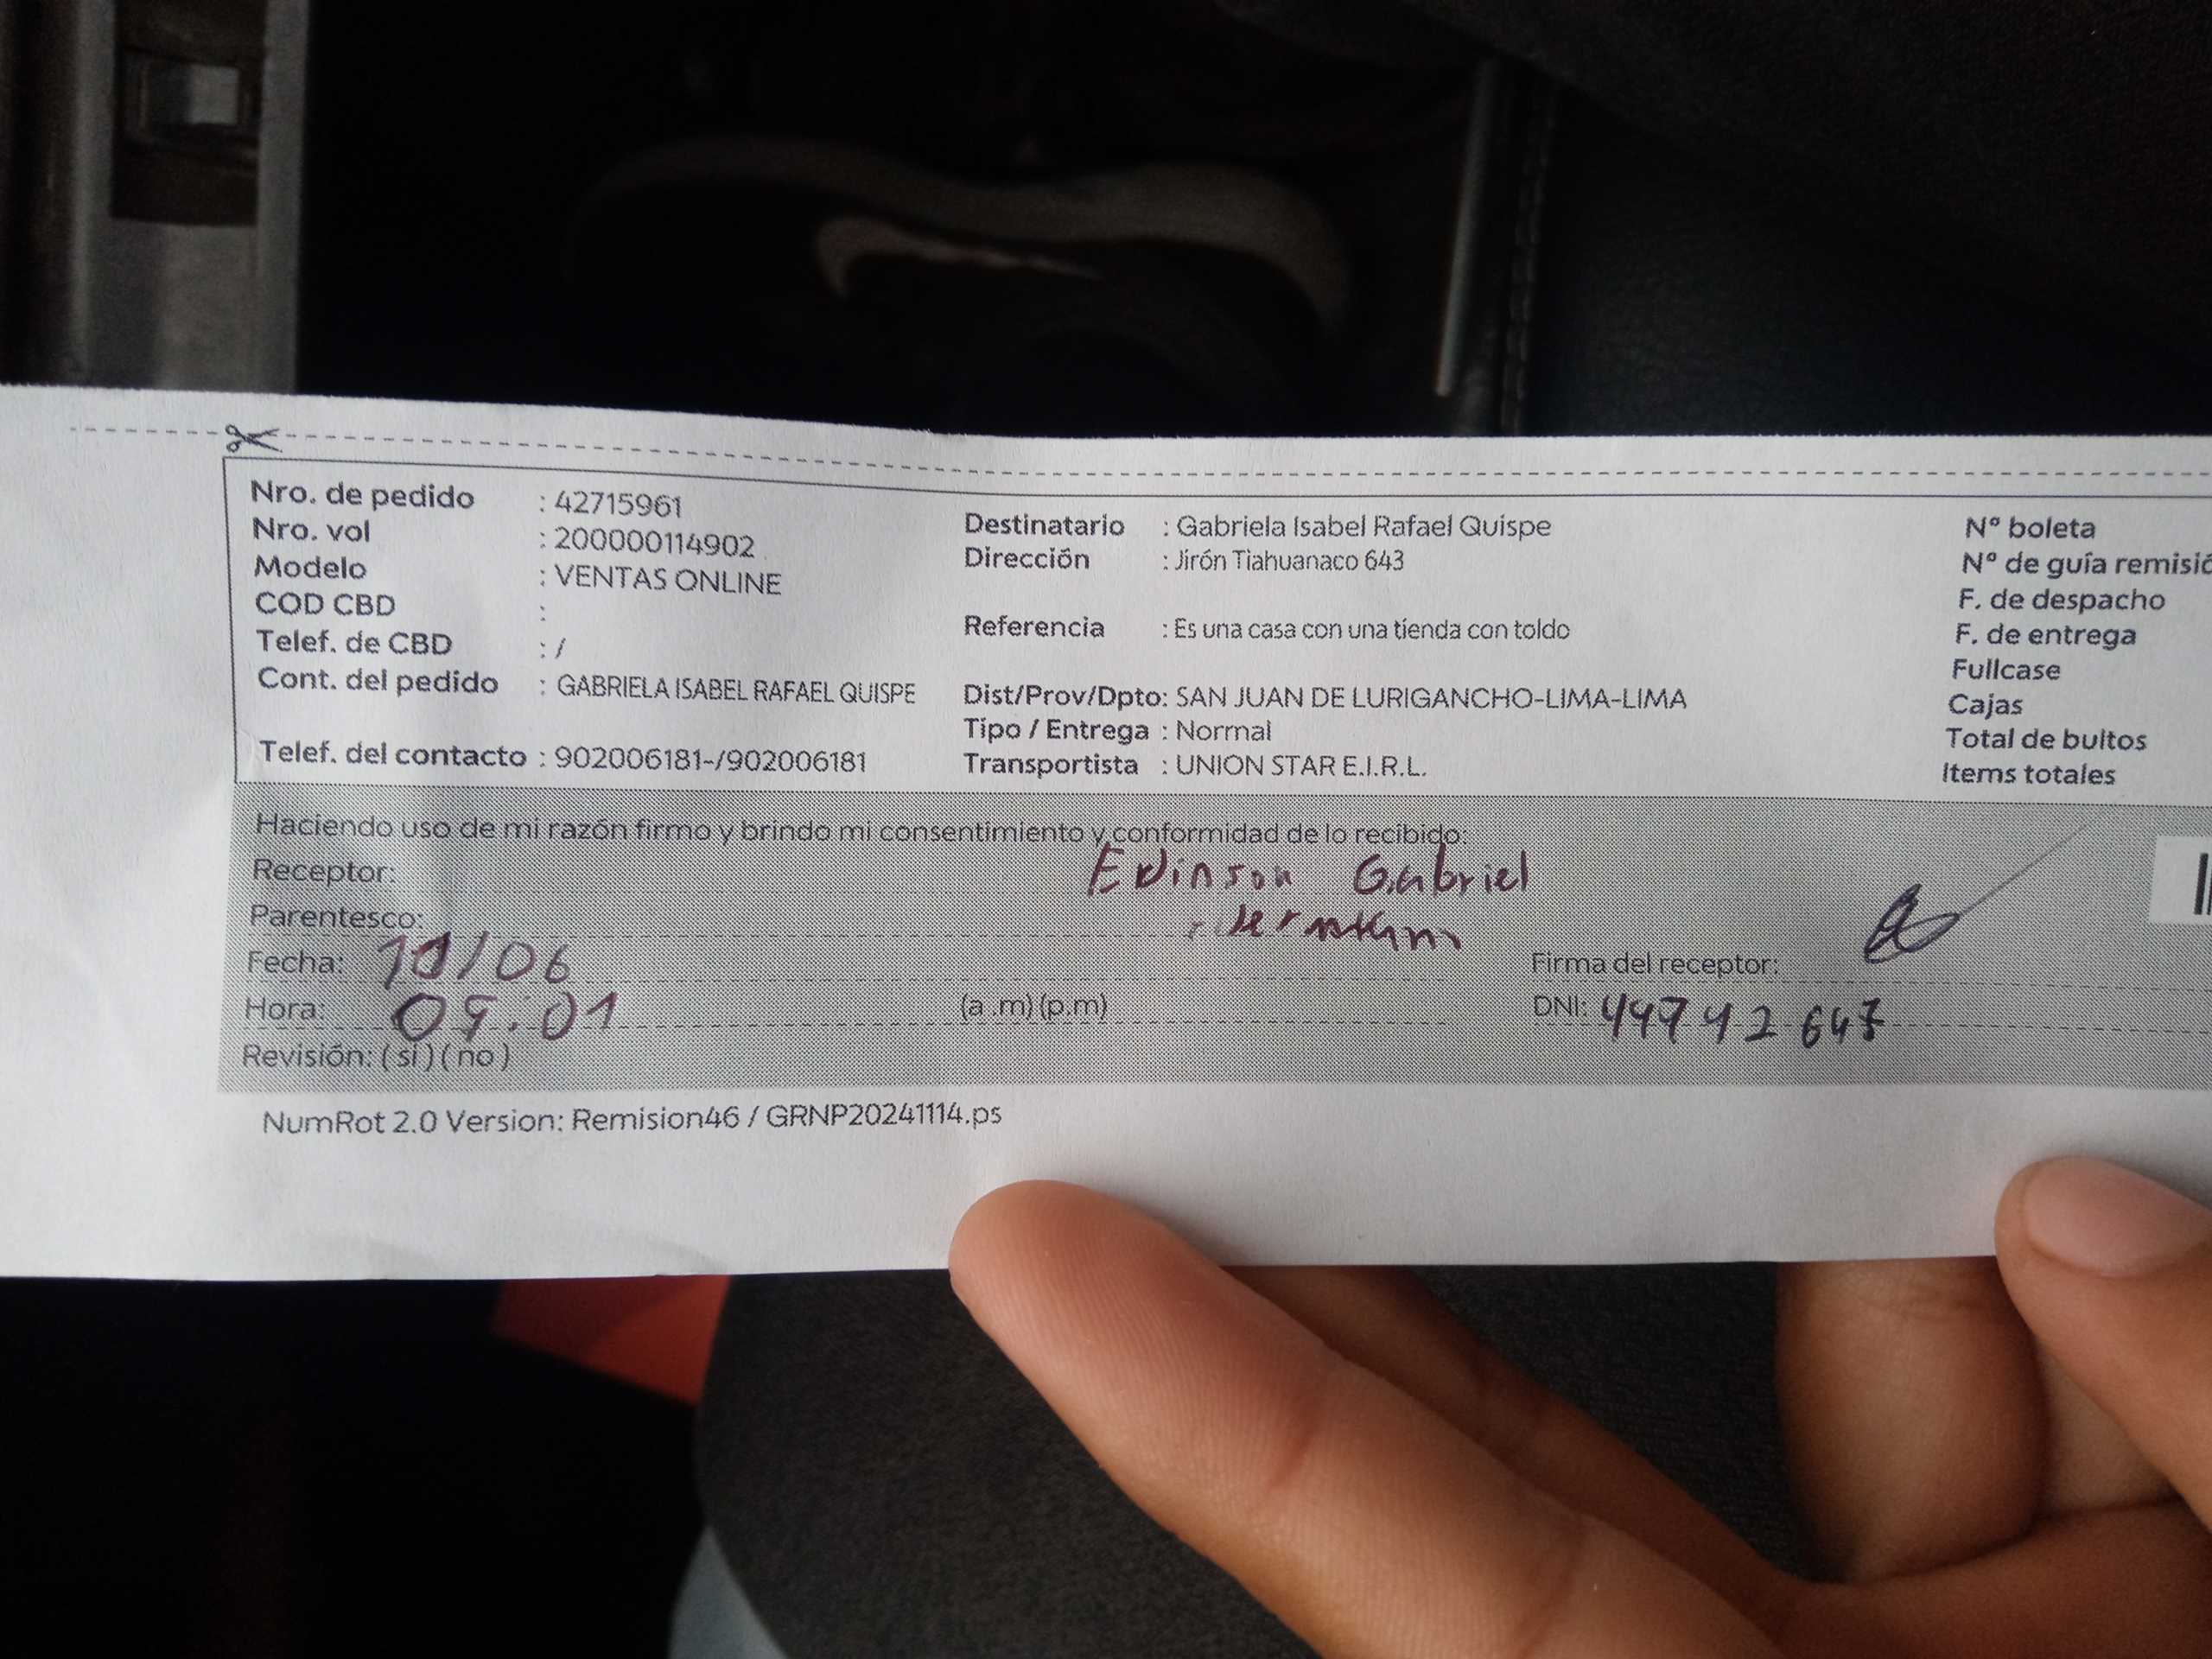 Nro. de pedido : 42715961
Nro. vol : 200000114902
Modelo : VENTAS ONLINE
COD CBD :
Telef. de CBD : /
Cont. del pedido : GABRIELA ISABEL RAFAEL QUISPE
Telef. del contacto : 902006181-/902006181
Destinatario : Gabriela Isabel Rafael Quispe
Dirección : Jirón Tiahuanaco 643
Referencia : Es una casa con una tienda con toldo
Dist/Prov/Dpto: SAN JUAN DE LURIGANCHO-LIMA-LIMA
Tipo / Entrega : Normal
Transportista : UNION STAR E.I.R.L.
N° boleta
N° de guía remisió
F. de despacho
F. de entrega
Fullcase
Cajas
Total de bultos
Items totales
Haciendo uso de mi razón firmo y brindo mi consentimiento y conformidad de lo recibido:
Receptor: Edinson Gabriel
Parentesco:
Fecha: /06
Hora: (a .m) (p.m)
Revisión: ( si ) ( no )
Firma del receptor:
DNI: 44742647
NumRot 2.0 Version: Remision46 / GRNP20241114.ps